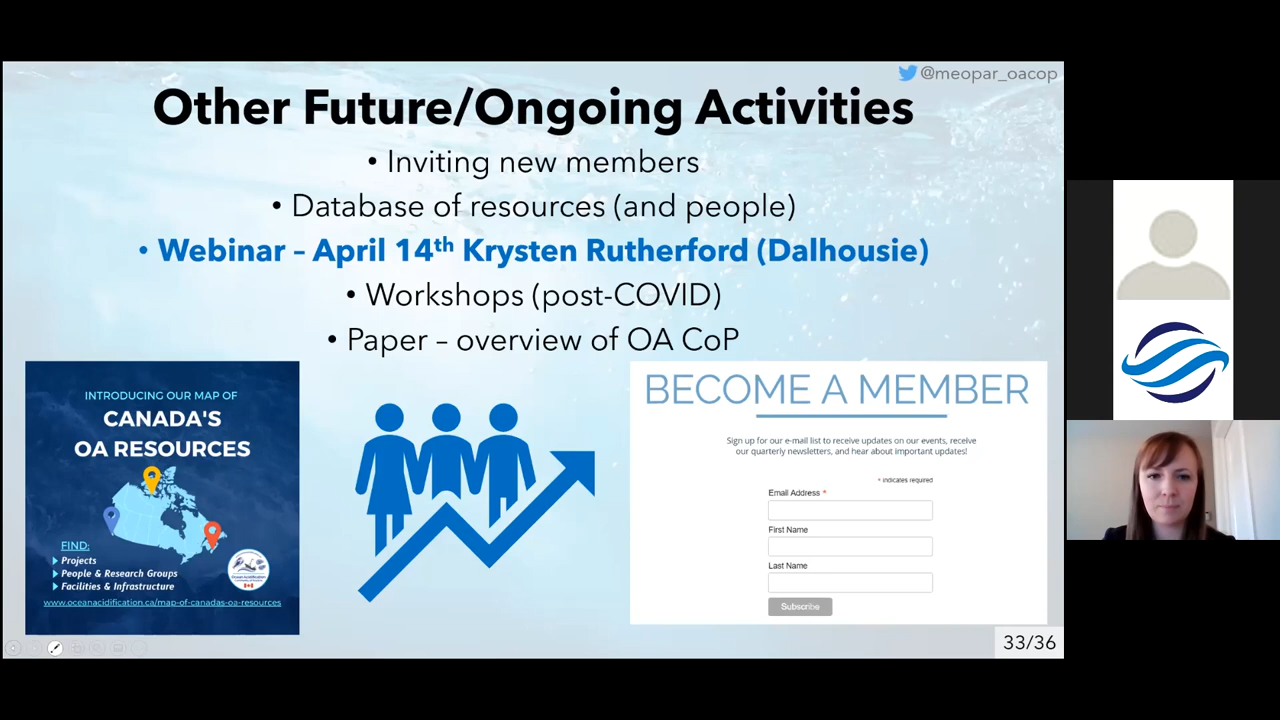 @meopar_oacop
Other Future/Ongoing Activities
• Inviting new members
• Database of resources (and people)
• Webinar – April 14th Krysten Rutherford (Dalhousie)
• Workshops (post-COVID)
• Paper – overview of OA CoP
INTRODUCING OUR MAP OF
CANADA'S
OA RESOURCES
FIND:
Projects
People & Research Groups
Facilities & Infrastructure
www.oceanacidification.ca/map-of-canadas-oa-resources
BECOME A MEMBER
Sign up for our e-mail list to receive updates on our events, receive
our quarterly newsletters, and hear about important updates!
* indicates required
Email Address *
First Name
Last Name
Subscribe
33/36